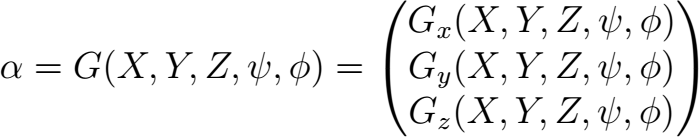 α = G(X, Y, Z, ψ, ϕ) = (G_x(X, Y, Z, ψ, ϕ)
G_y(X, Y, Z, ψ, ϕ)
G_z(X, Y, Z, ψ, ϕ))